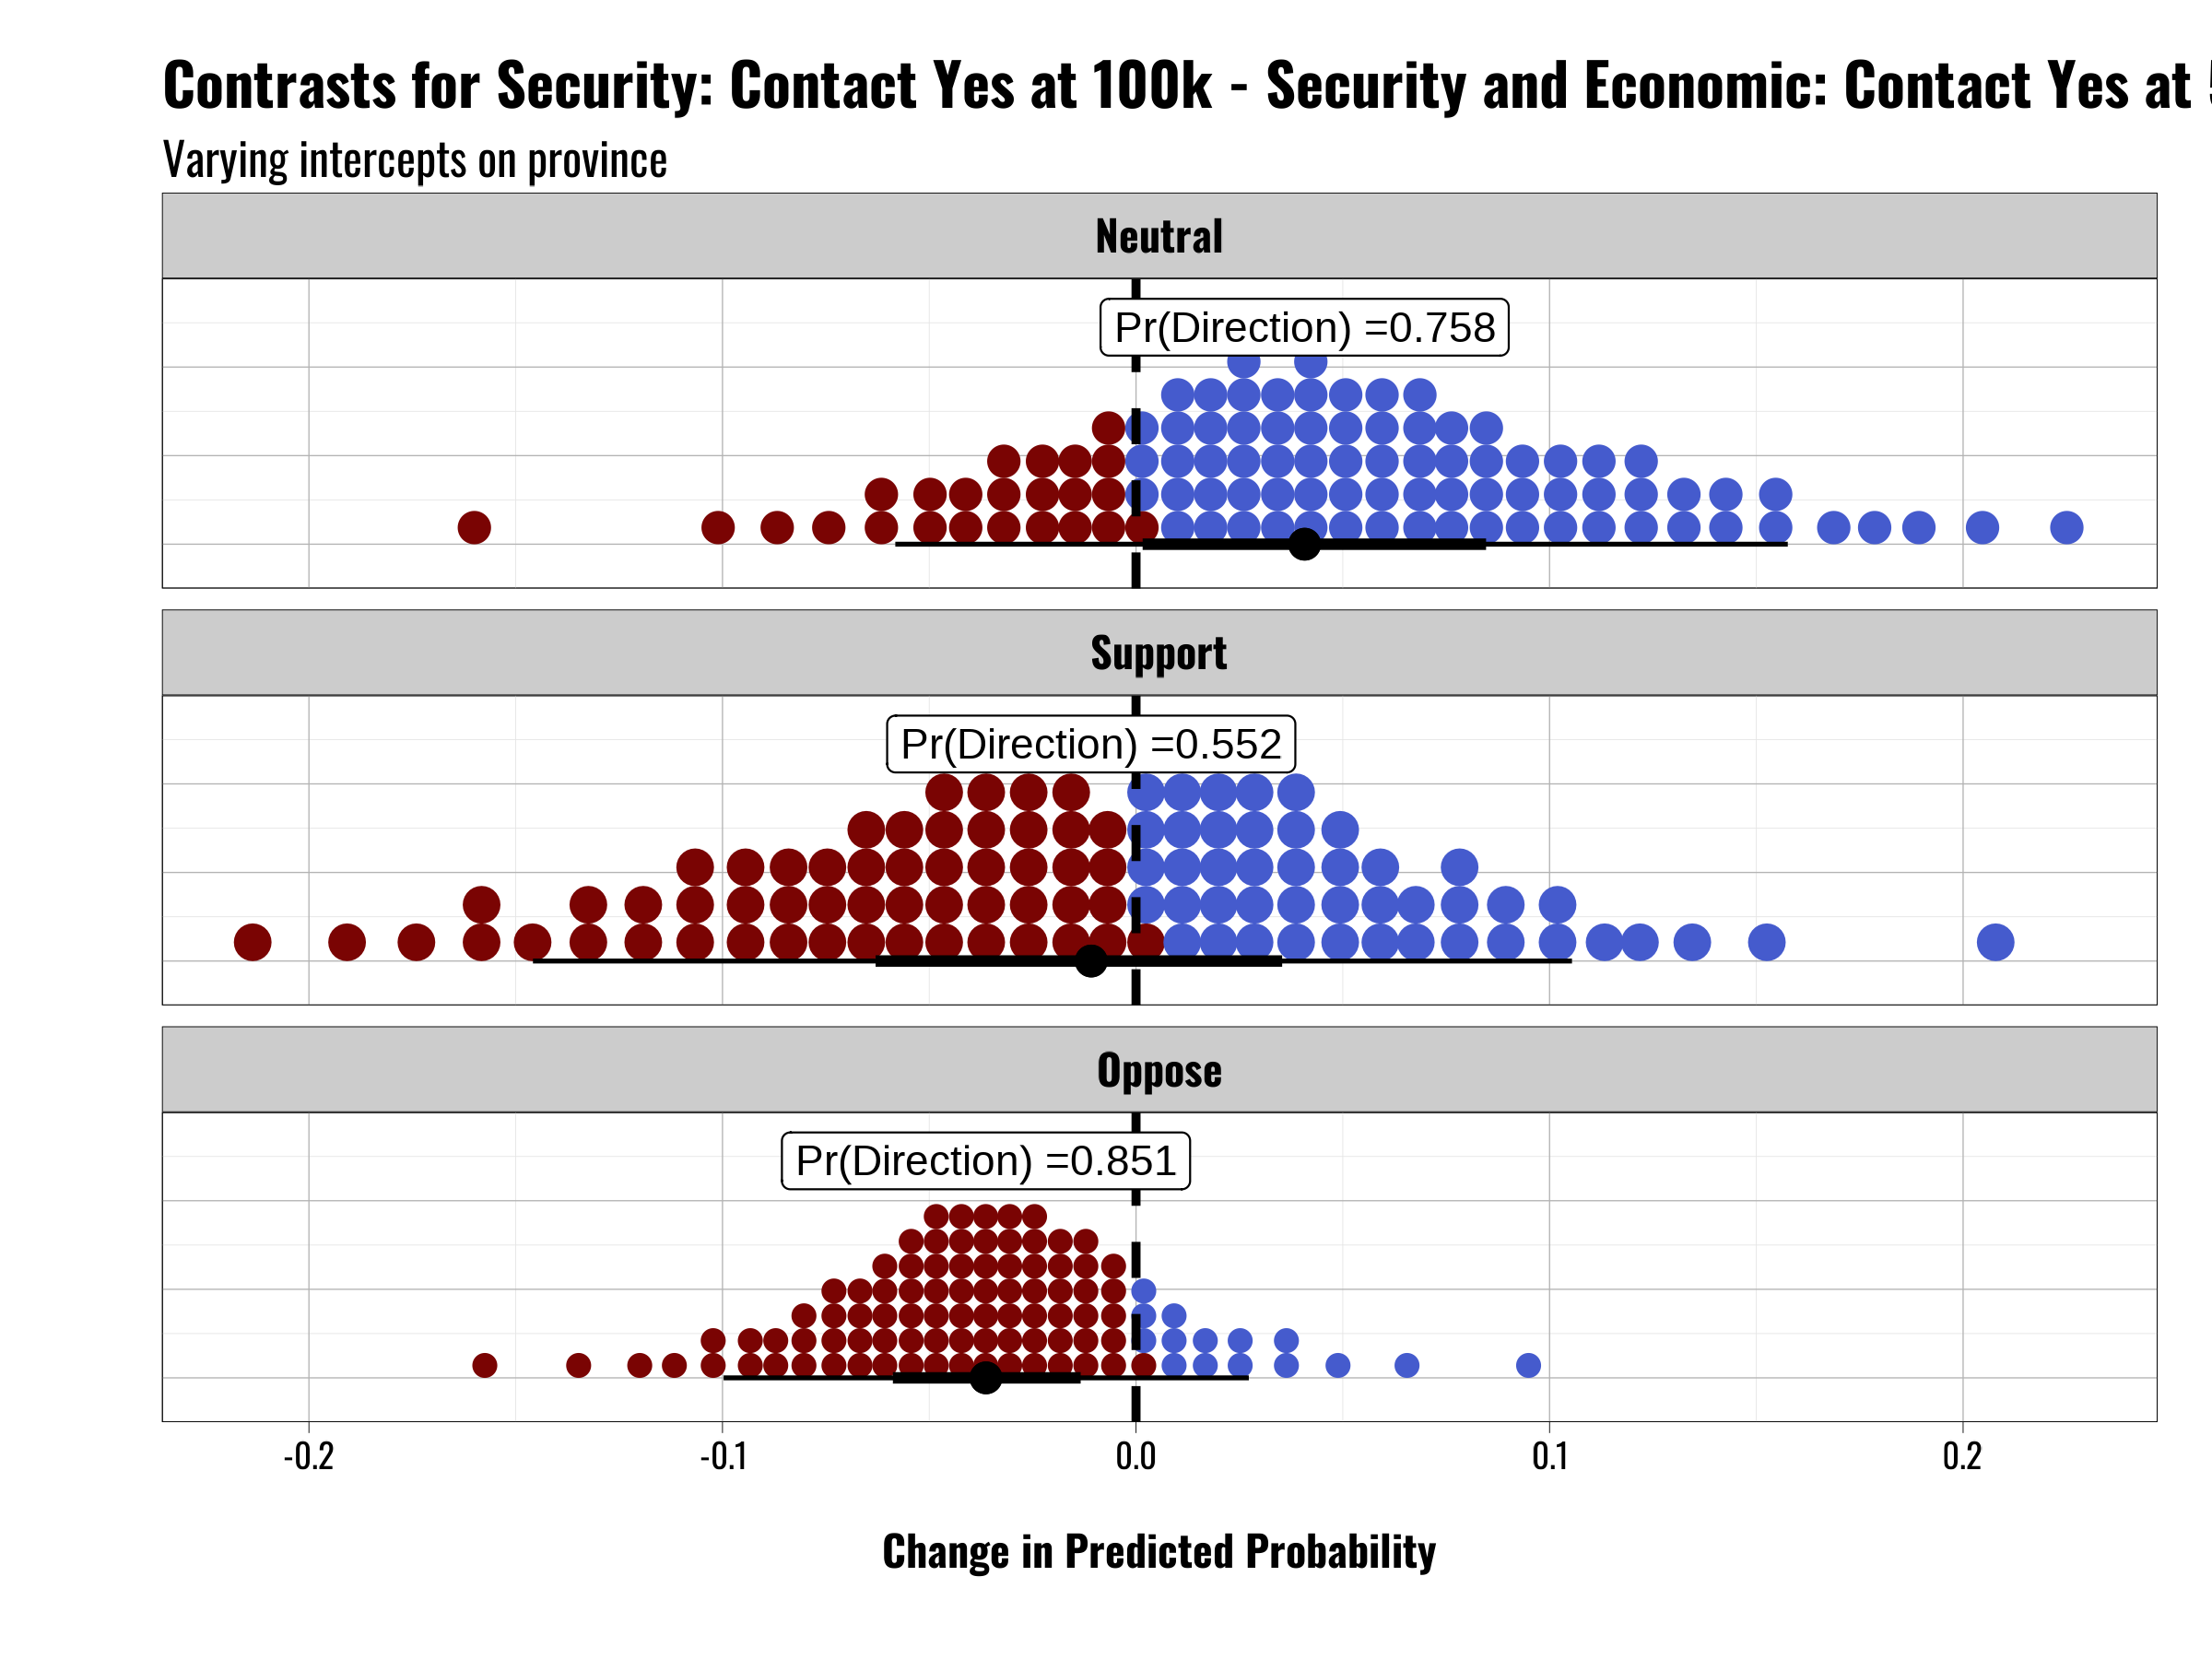 Contrasts for Security: Contact Yes at 100k - Security and Economic: Contact Yes at
Varying intercepts on province
Neutral
Pr(Direction) =0.758
Support
Pr(Direction) =0.552
Oppose
Pr(Direction) =0.851
-0.2 -0.1 0.0 0.1 0.2
Change in Predicted Probability